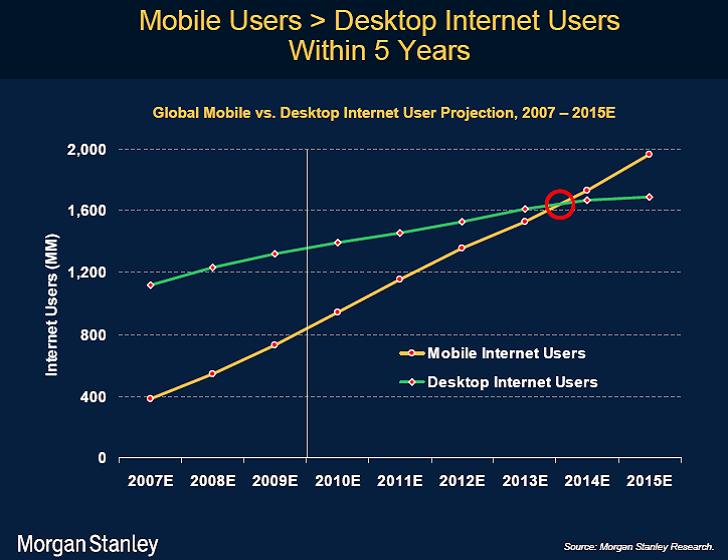 Mobile Users > Desktop Internet Users
Within 5 Years
Global Mobile vs. Desktop Internet User Projection, 2007 – 2015E
2,000
1,600
1,200
800
400
0
Internet Users (MM)
Mobile Internet Users
Desktop Internet Users
2007E 2008E 2009E 2010E 2011E 2012E 2013E 2014E 2015E
Morgan Stanley
Source: Morgan Stanley Research.